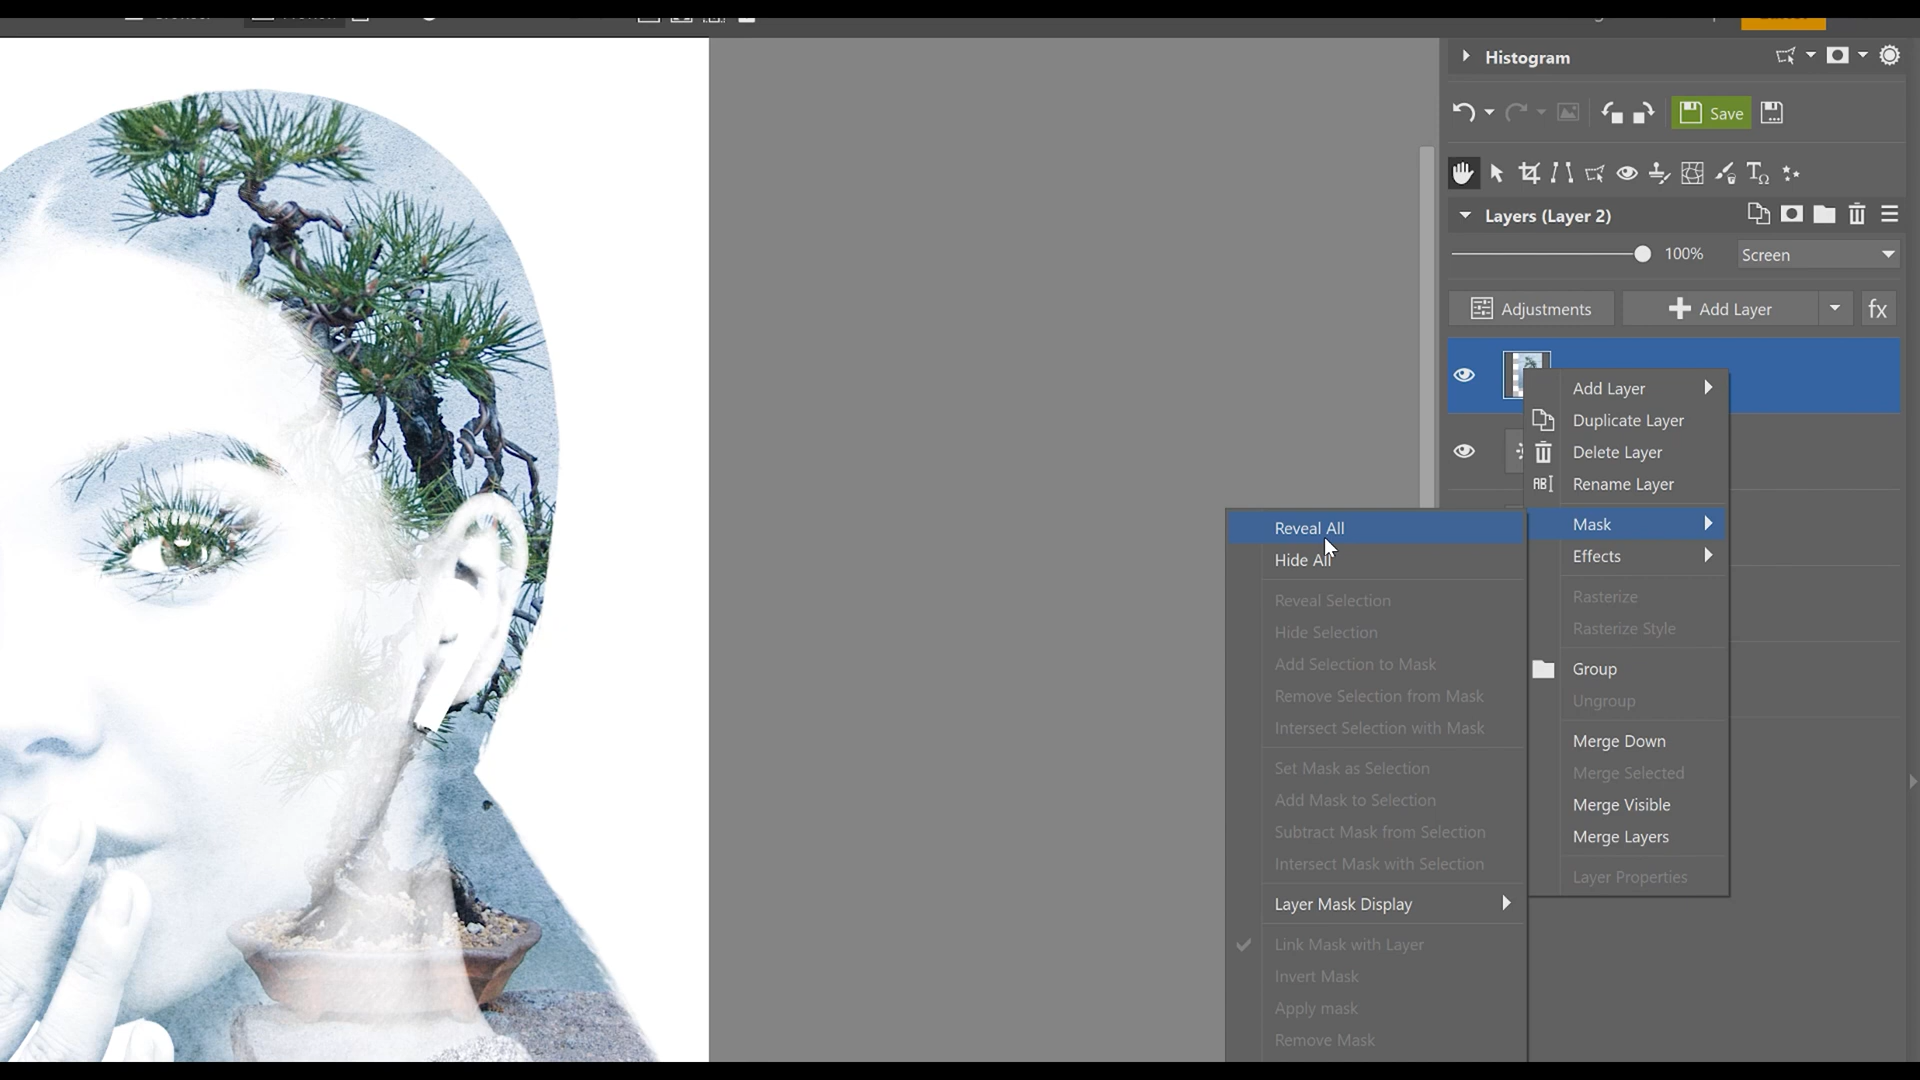 Histogram
Save
Layers (Layer 2)
100%
Screen
Adjustments
Add Layer
fx
Add Layer
Duplicate Layer
Delete Layer
Rename Layer
Mask
Effects
Rasterize
Rasterize Style
Group
Ungroup
Merge Down
Merge Selected
Merge Visible
Merge Layers
Layer Properties
Reveal All
Hide All
Reveal Selection
Hide Selection
Add Selection to Mask
Remove Selection from Mask
Intersect Selection with Mask
Set Mask as Selection
Add Mask to Selection
Subtract Mask from Selection
Intersect Mask with Selection
Layer Mask Display
Link Mask with Layer
Invert Mask
Apply mask
Remove Mask